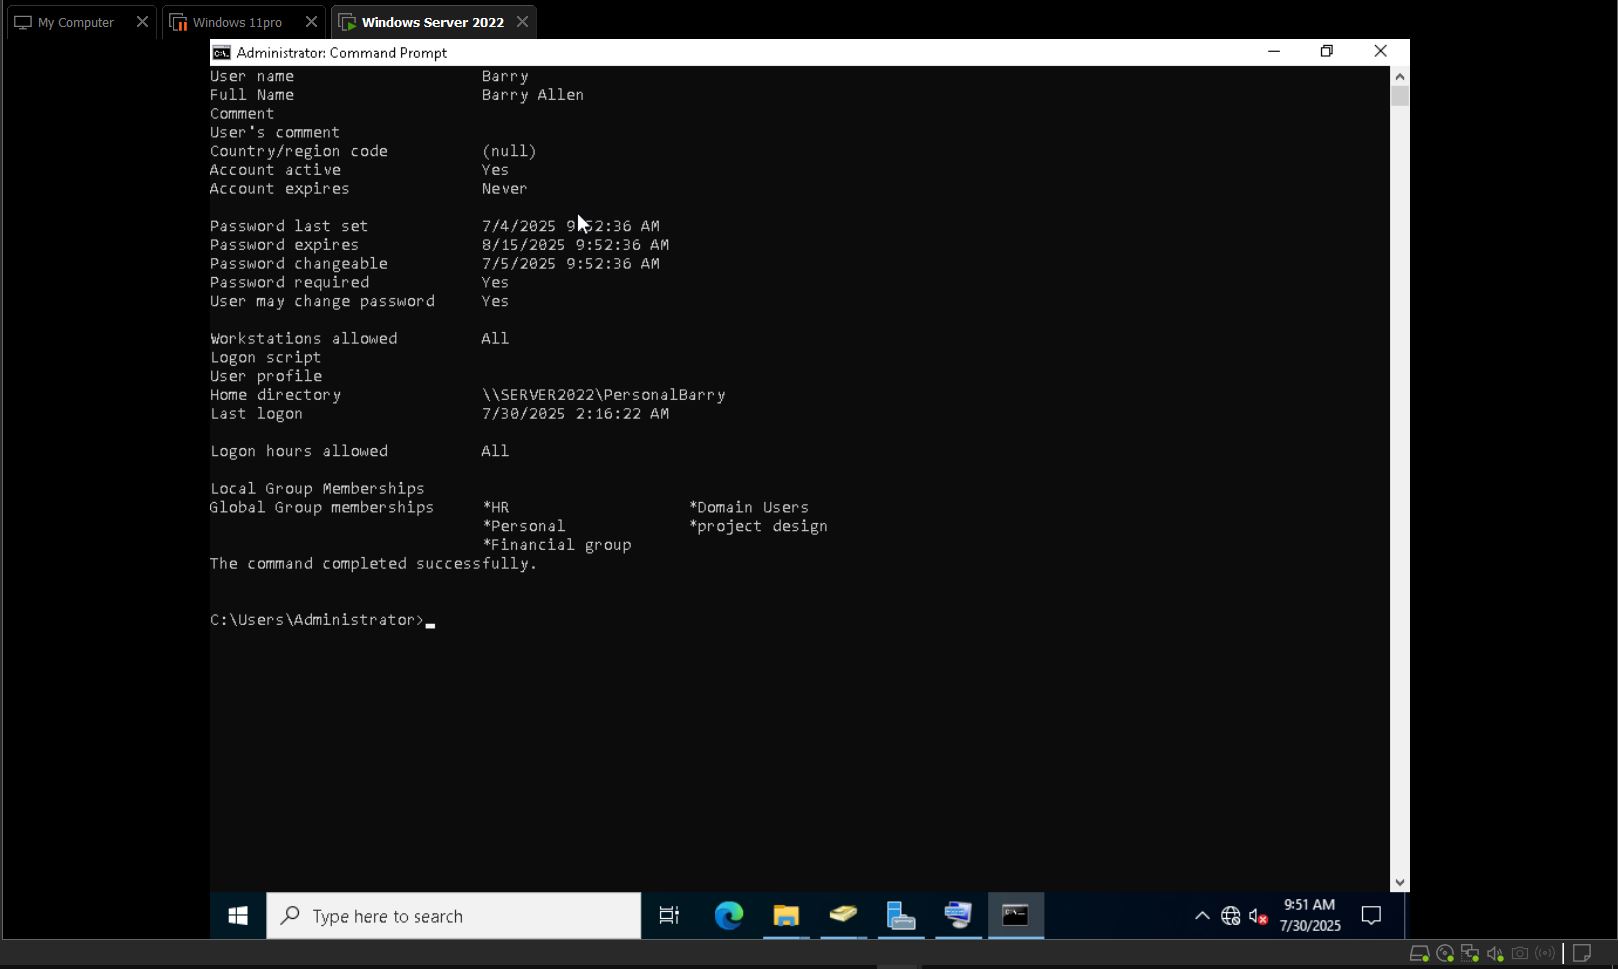 My Computer
Windows 11pro
Windows Server 2022
Administrator: Command Prompt
User name Barry
Full Name Barry Allen
Comment
User's comment
Country/region code (null)
Account active Yes
Account expires Never
Password last set 7/4/2025 9:52:36 AM
Password expires 8/15/2025 9:52:36 AM
Password changeable 7/5/2025 9:52:36 AM
Password required Yes
User may change password Yes
Workstations allowed All
Logon script
User profile
Home directory \\SERVER2022\PersonalBarry
Last logon 7/30/2025 2:16:22 AM
Logon hours allowed All
Local Group Memberships
Global Group memberships *HR *Domain Users
*Personal *project design
*Financial group
The command completed successfully.
C:\Users\Administrator>
Type here to search
9:51 AM
7/30/2025